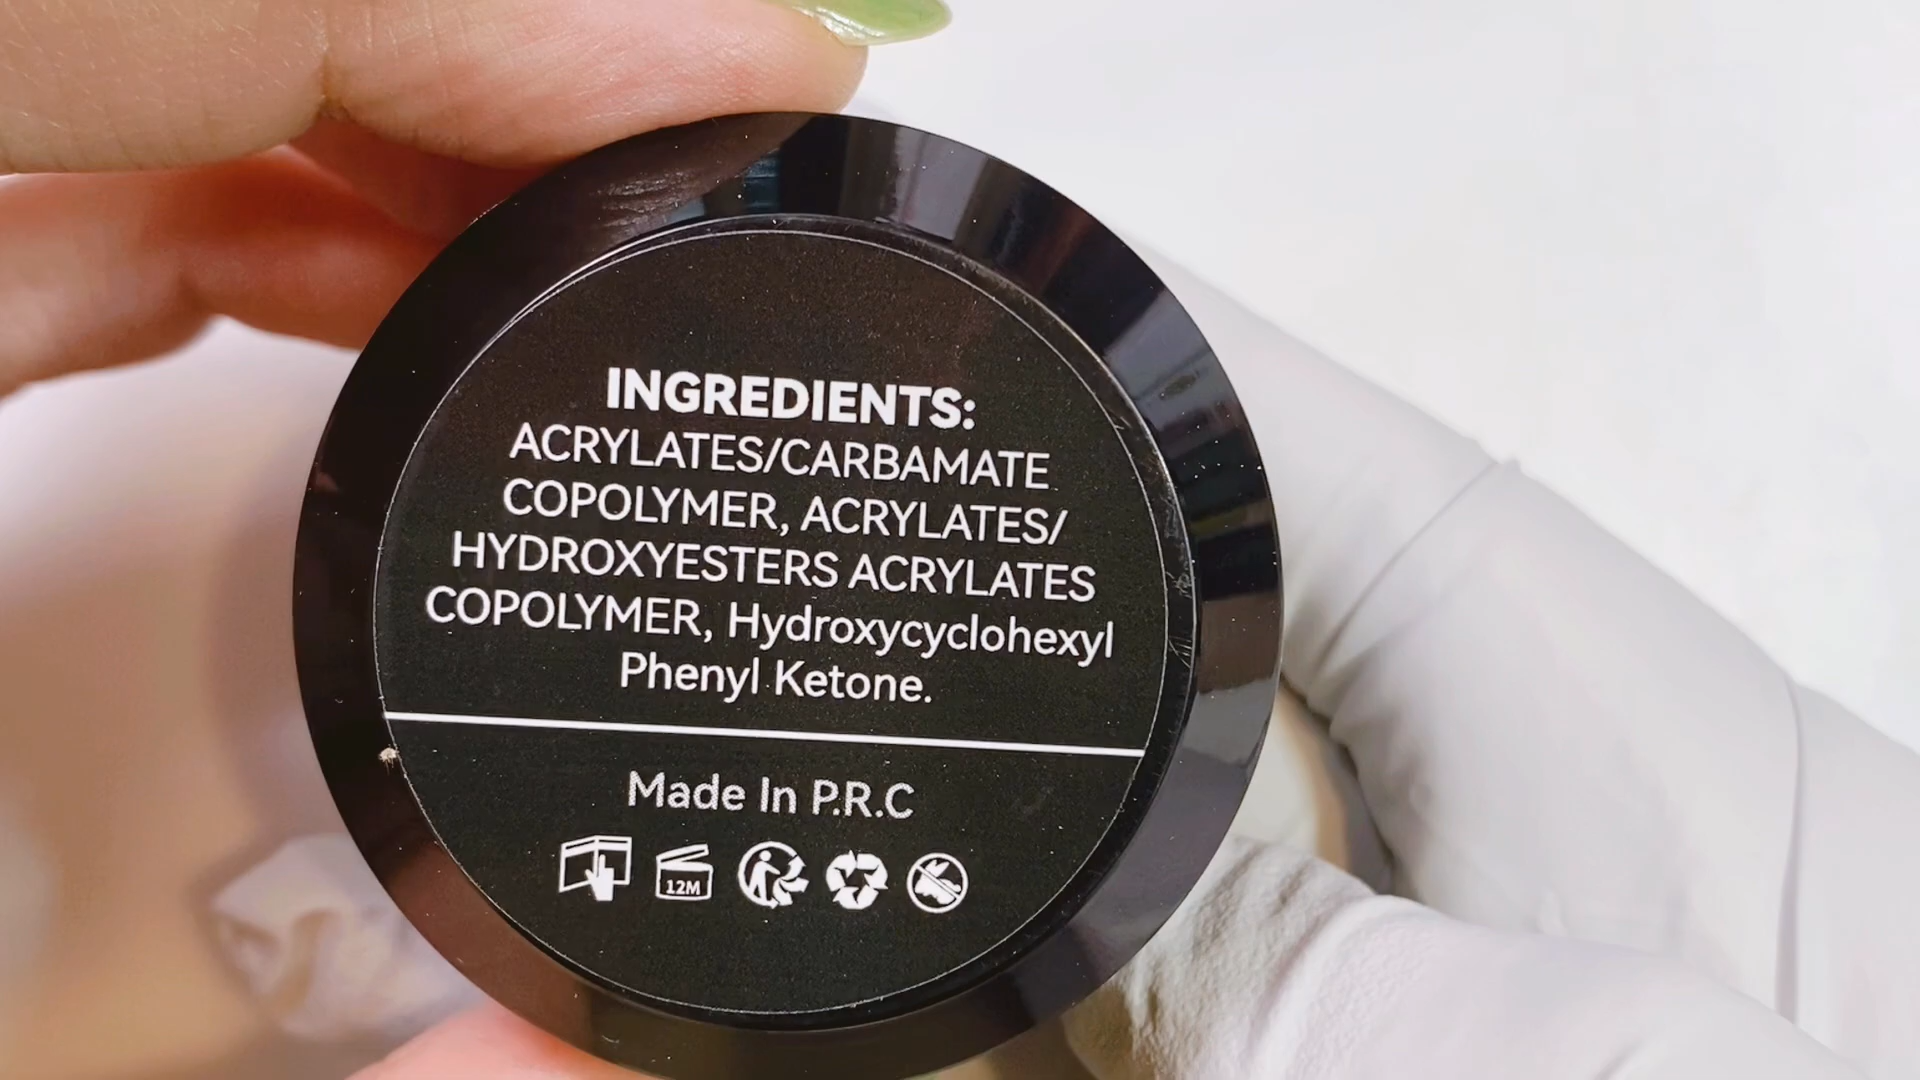 INGREDIENTS:
ACRYLATES/CARBAMATE
COPOLYMER, ACRYLATES/
HYDROXYESTERS ACRYLATES
COPOLYMER, Hydroxycyclohexyl
Phenyl Ketone.
Made In P.R.C
12M